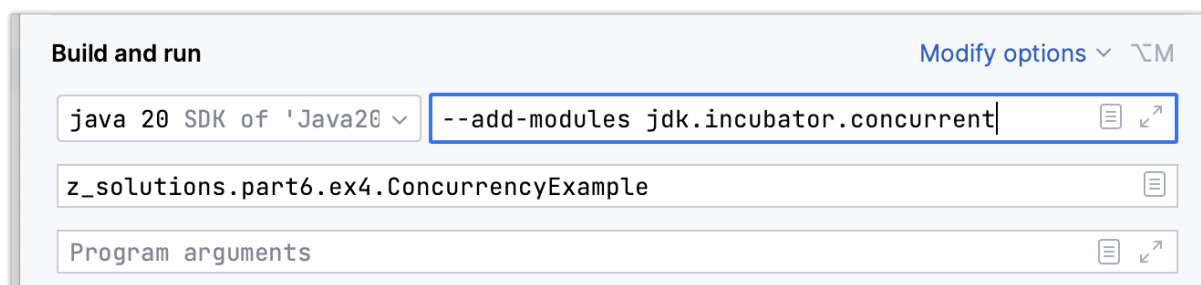 Build and run
Modify options ⌥M
java 20 SDK of 'Java20 --add-modules jdk.incubator.concurrent
z_solutions.part6.ex4.ConcurrencyExample
Program arguments